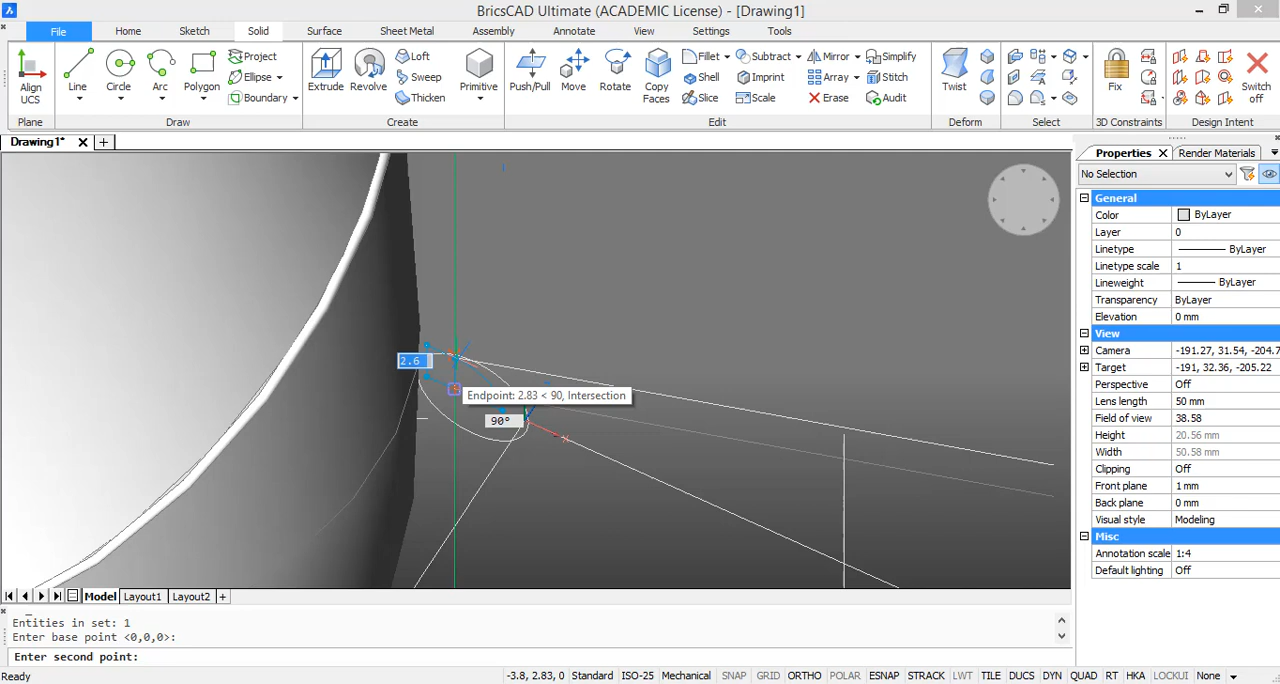 BricsCAD Ultimate (ACADEMIC License) - [Drawing1]
File Home Sketch Solid Surface Sheet Metal Assembly Annotate View Settings Tools
Align UCS
Line
Circle
Arc
Polygon
Project
Ellipse
Boundary
Extrude
Revolve
Loft
Sweep
Thicken
Primitive
Push/Pull
Move
Rotate
Copy Faces
Fillet
Shell
Slice
Subtract
Imprint
Scale
Mirror
Array
Erase
Simplify
Stitch
Audit
Twist
Fix
Switch off
Plane Draw Create Edit Deform Select 3D Constraints Design Intent
Drawing1*
Properties Render Materials
No Selection
General
Color ByLayer
Layer 0
Linetype ByLayer
Linetype scale 1
Lineweight ByLayer
Transparency ByLayer
Elevation 0 mm
View
Camera -191.27, 31.54, -204.7
Target -191, 32.36, -205.22
Perspective Off
Lens length 50 mm
Field of view 38.58
Height 20.56 mm
Width 50.58 mm
Clipping Off
Front plane 1 mm
Back plane 0 mm
Visual style Modeling
Misc
Annotation scale 1:4
Default lighting Off
2.6
Endpoint: 2.83 < 90, Intersection
90°
X
Model Layout1 Layout2 +
Entities in set: 1
Enter base point <0,0,0>:
Enter second point:
Ready -3.8, 2.83, 0 Standard ISO-25 Mechanical SNAP GRID ORTHO POLAR ESNAP STRACK LWT TILE DUCS DYN QUAD RT HKA LOCKUI None